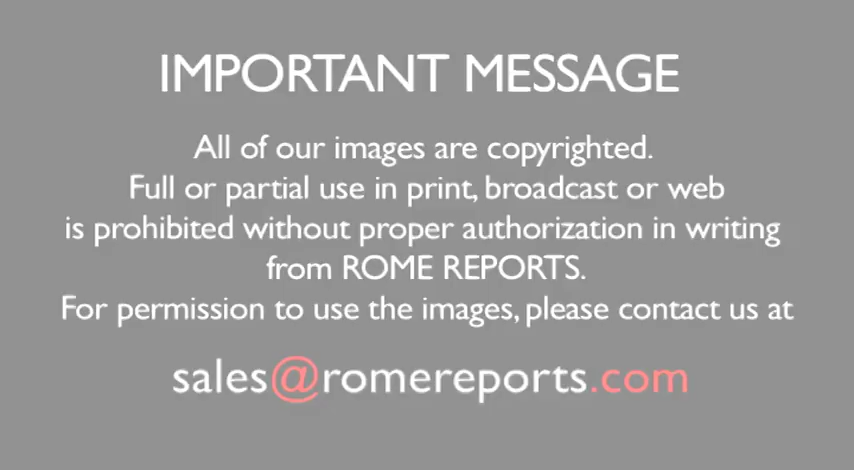 IMPORTANT MESSAGE
All of our images are copyrighted.
Full or partial use in print, broadcast or web
is prohibited without proper authorization in writing
from ROME REPORTS.
For permission to use the images, please contact us at
sales@romereports.com